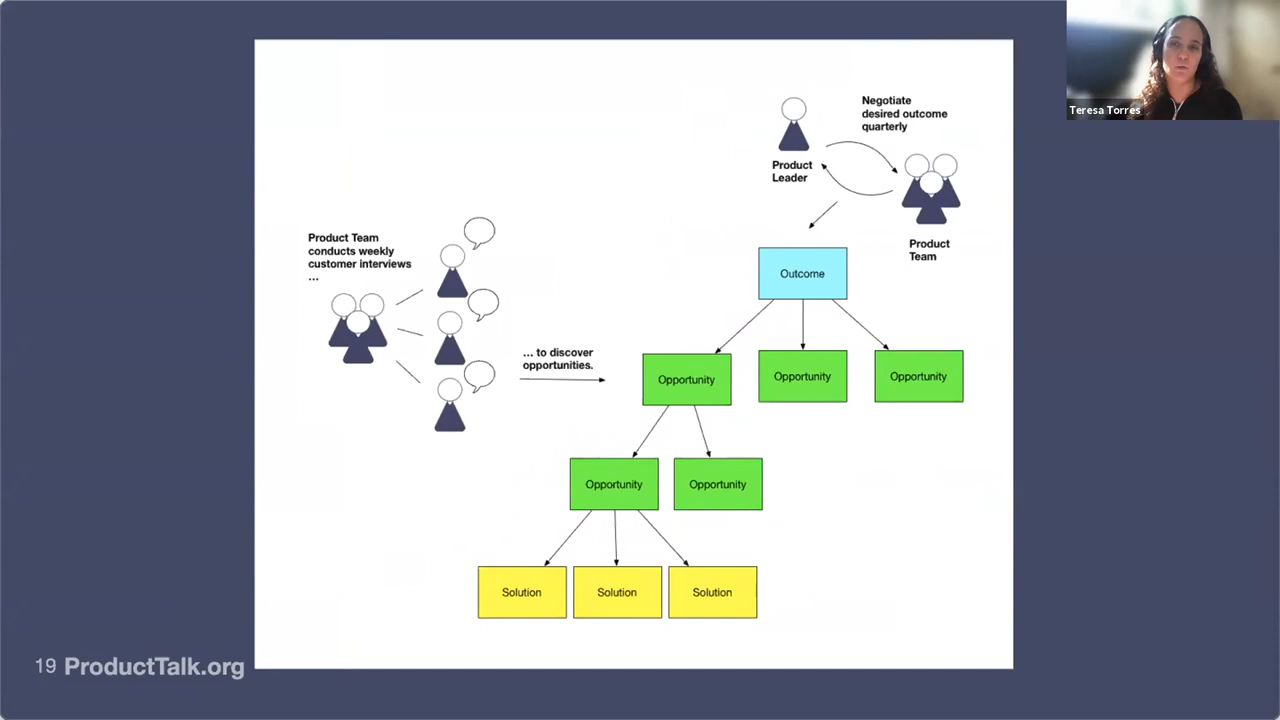 Teresa Torres
Negotiate
desired outcome
quarterly
Product
Leader
Product
Team
Product Team
conducts weekly
customer interviews
...
... to discover
opportunities.
Outcome
Opportunity
Opportunity
Opportunity
Opportunity
Opportunity
Solution
Solution
Solution
19 ProductTalk.org